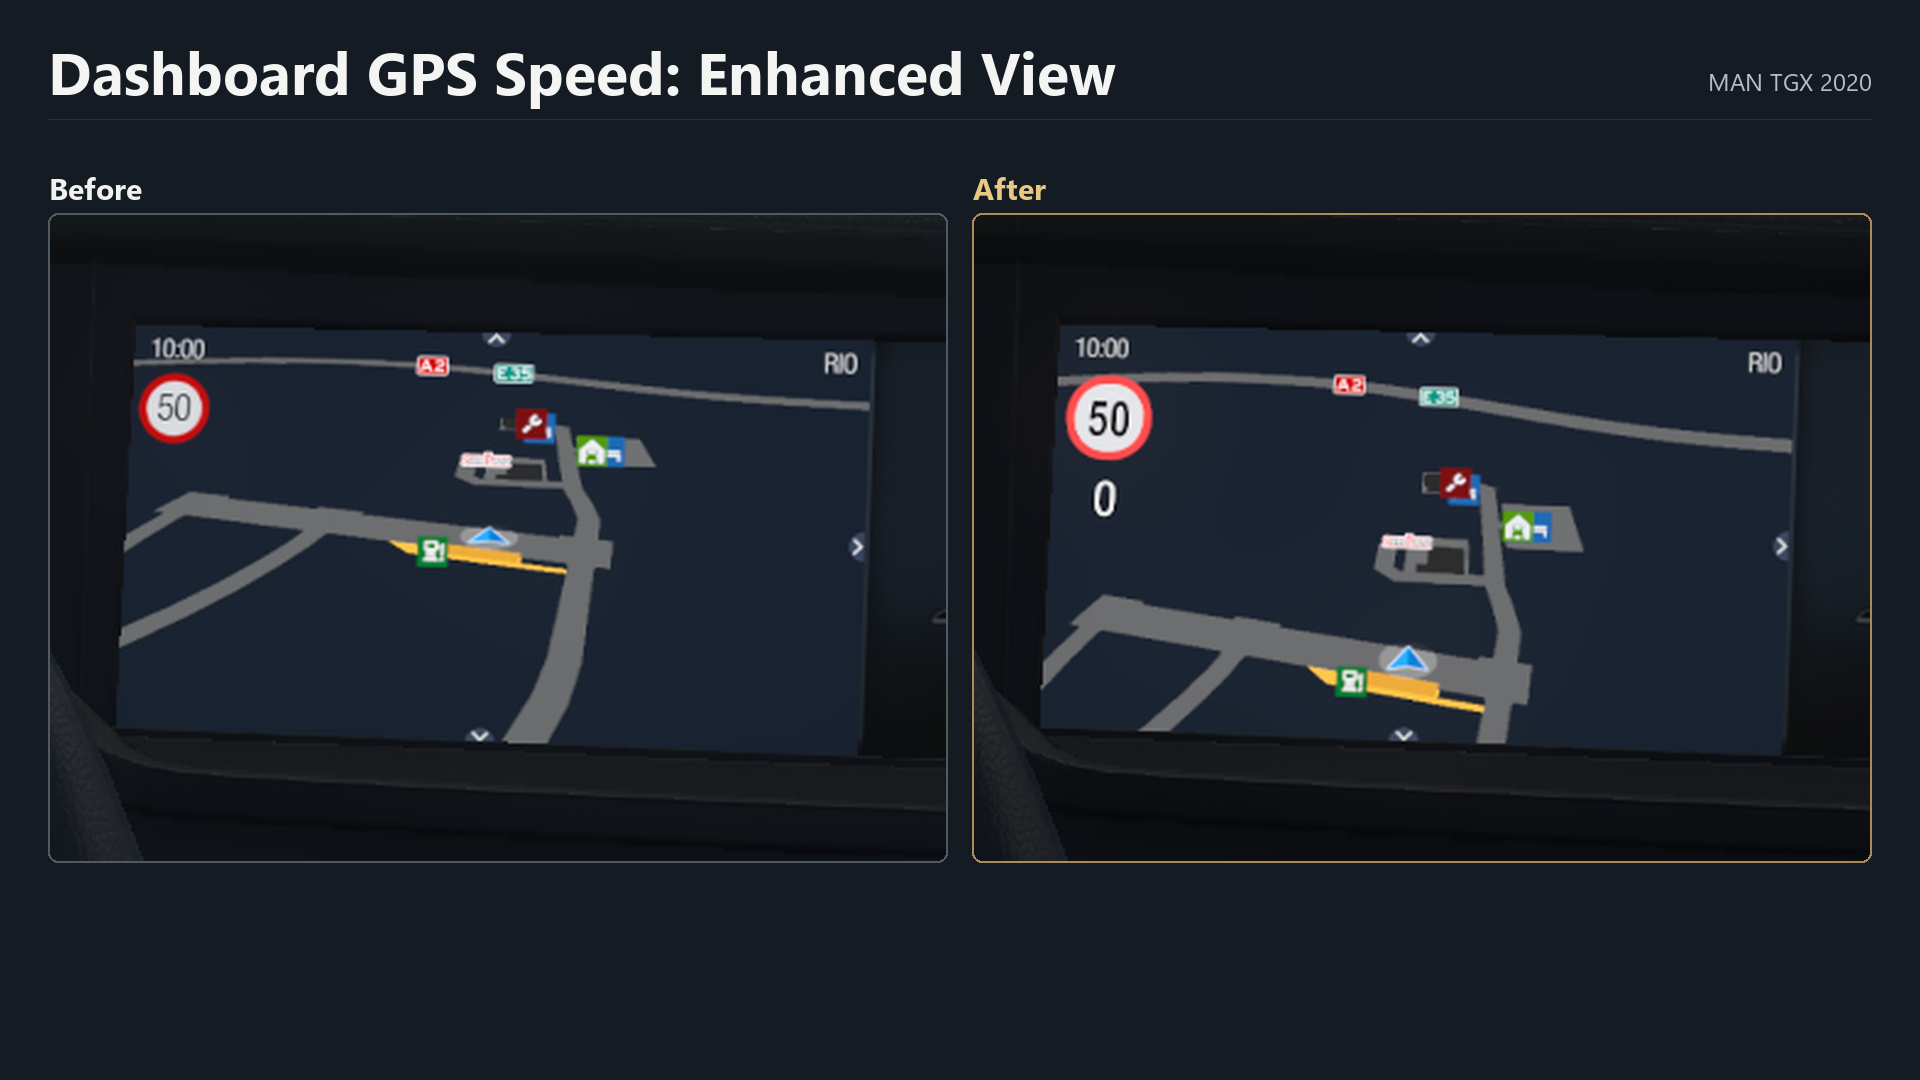 Dashboard GPS Speed: Enhanced View
MAN TGX 2020
Before
After
10:00
A2
E35
RIO
50
10:00
A2
E35
RIO
50
0